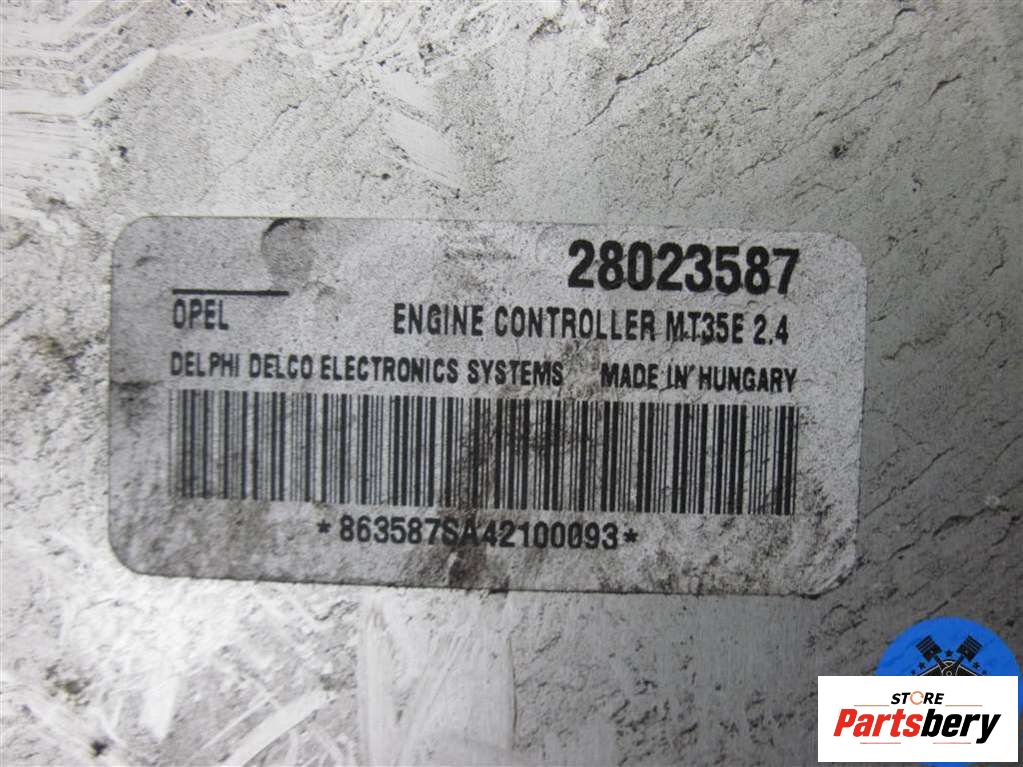 28023587
OPEL ENGINE CONTROLLER MT35E 2.4
DELPHI DELCO ELECTRONICS SYSTEMS MADE IN HUNGARY
*863587SA42100093*
STORE
Partsbery